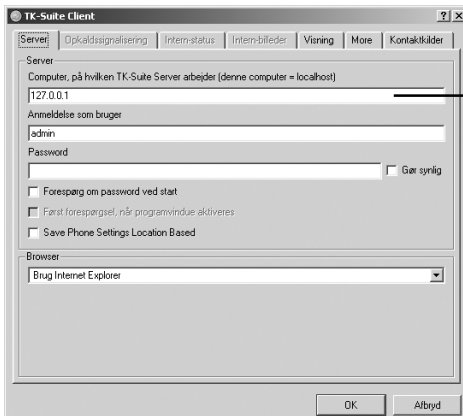 TK-Suite Client
Server Opkaldssignalisering Intern-status Intern-billeder Visning More Kontaktkilder
Server
Computer, på hvilken TK-Suite Server arbejder (denne computer = localhost)
127.0.0.1
Anmeldelse som bruger
admin
Password
Gør synlig
Forespørg om password ved start
Først forespørgsel, når programvindue aktiveres
Save Phone Settings Location Based
Browser
Brug Internet Explorer
OK Afbryd